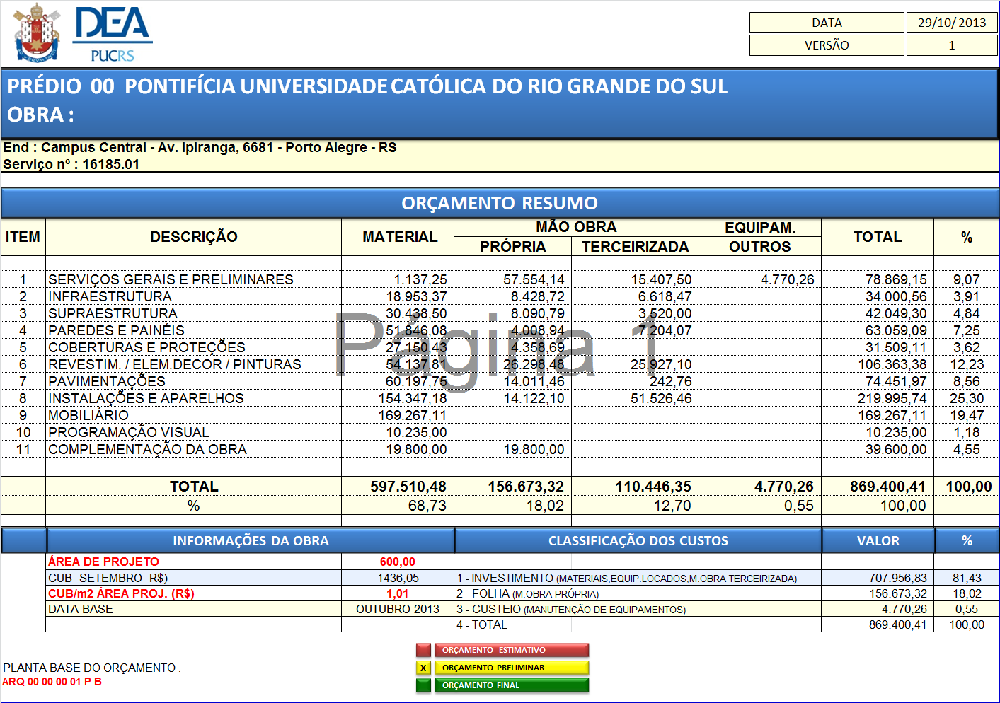 DEA
PUCRS
DATA 29/10/2013
VERSÃO 1
PRÉDIO 00 PONTIFÍCIA UNIVERSIDADE CATÓLICA DO RIO GRANDE DO SUL
OBRA :
End : Campus Central - Av. Ipiranga, 6681 - Porto Alegre - RS
Serviço nº : 16185.01
ORÇAMENTO RESUMO
ITEM DESCRIÇÃO MATERIAL MÃO OBRA EQUIPAM. TOTAL %
PRÓPRIA TERCEIRIZADA OUTROS
1 SERVIÇOS GERAIS E PRELIMINARES 1.137,25 57.554,14 15.407,50 4.770,26 78.869,15 9,07
2 INFRAESTRUTURA 18.953,37 8.428,72 6.618,47 34.000,56 3,91
3 SUPRAESTRUTURA 30.438,50 8.090,79 3.520,00 42.049,30 4,84
4 PAREDES E PAINÉIS 51.846,08 4.008,94 7.204,07 63.059,09 7,25
5 COBERTURAS E PROTEÇÕES 27.150,43 4.358,69 31.509,11 3,62
6 REVESTIM. / ELEM.DECOR / PINTURAS 54.137,81 26.298,48 25.927,10 106.363,38 12,23
7 PAVIMENTAÇÕES 60.197,75 14.011,46 242,76 74.451,97 8,56
8 INSTALAÇÕES E APARELHOS 154.347,18 14.122,10 51.526,46 219.995,74 25,30
9 MOBILIÁRIO 169.267,11 169.267,11 19,47
10 PROGRAMAÇÃO VISUAL 10.235,00 10.235,00 1,18
11 COMPLEMENTAÇÃO DA OBRA 19.800,00 19.800,00 39.600,00 4,55
Página 1
TOTAL 597.510,48 156.673,32 110.446,35 4.770,26 869.400,41 100,00
% 68,73 18,02 12,70 0,55 100,00
INFORMAÇÕES DA OBRA CLASSIFICAÇÃO DOS CUSTOS VALOR %
ÁREA DE PROJETO 600,00
CUB SETEMBRO R$) 1436,05 1 - INVESTIMENTO (MATERIAIS,EQUIP.LOCADOS,M.OBRA TERCEIRIZADA) 707.956,83 81,43
CUB/m2 ÁREA PROJ. (R$) 1,01 2 - FOLHA (M.OBRA PRÓPRIA) 156.673,32 18,02
DATA BASE OUTUBRO 2013 3 - CUSTEIO (MANUTENÇÃO DE EQUIPAMENTOS) 4.770,26 0,55
4 - TOTAL 869.400,41 100,00
ORÇAMENTO ESTIMATIVO
X ORÇAMENTO PRELIMINAR
ORÇAMENTO FINAL
PLANTA BASE DO ORÇAMENTO :
ARQ 00 00 00 01 P B